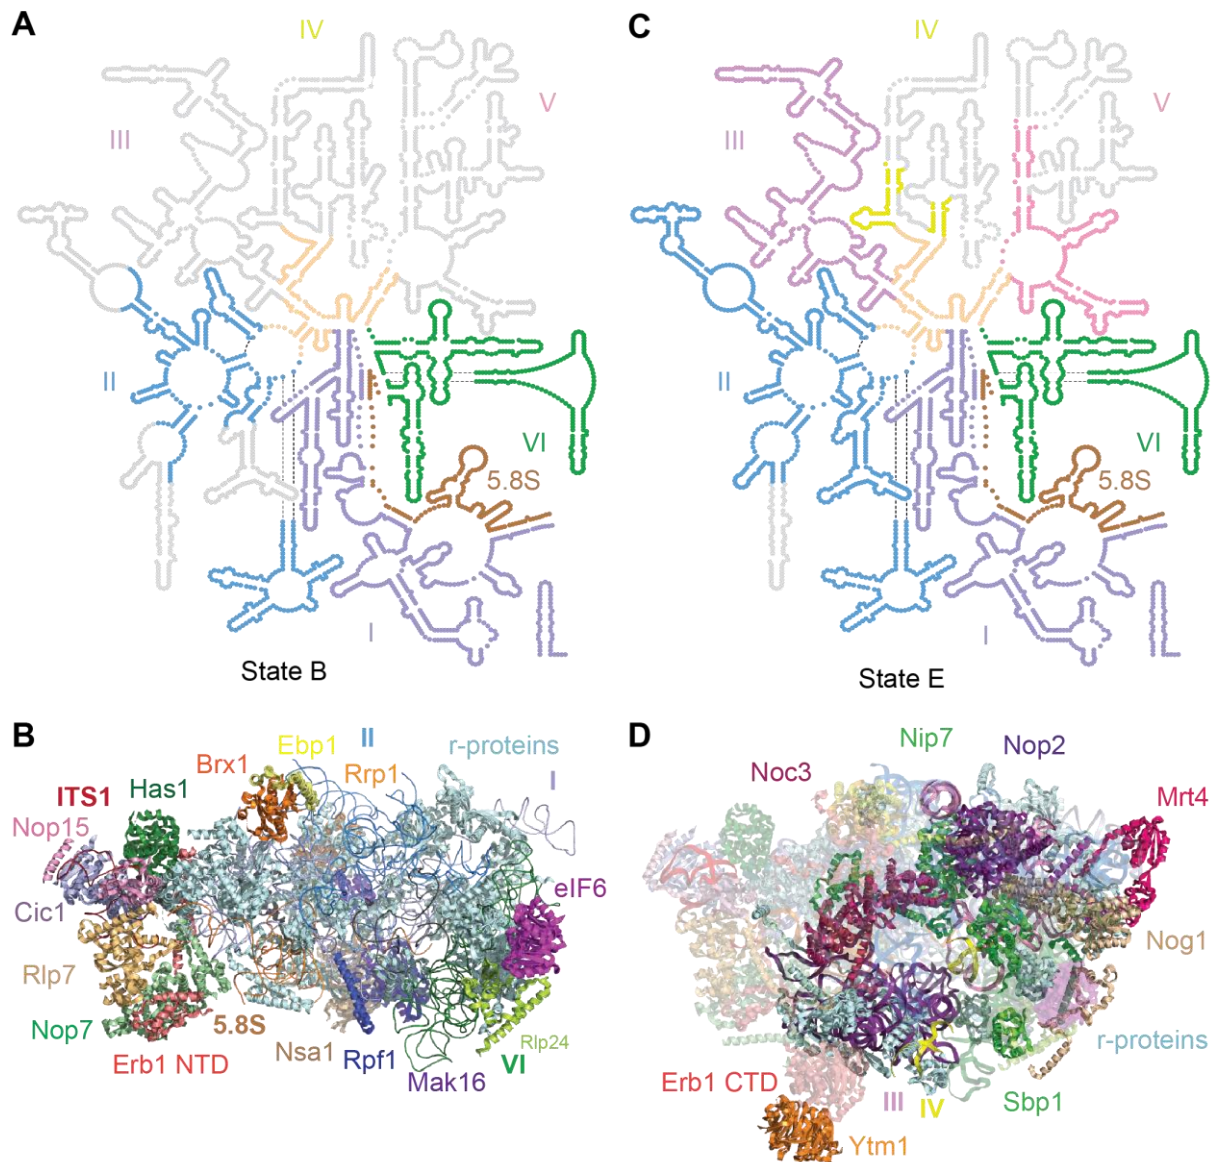 A
IV
V
III
II
VI
5.8S
I
State B
C
IV
V
III
II
VI
5.8S
I
State E
B
Ebp1
II
r-proteins
Brx1
Rrp1
I
ITS1
Has1
Nop15
Cic1
eIF6
Rlp7
Nop7
5.8S
Nsa1
Rpf1
Rlp24
VI
Erb1 NTD
Mak16
D
Nip7
Nop2
Noc3
Mrt4
Nog1
r-proteins
Erb1 CTD
III
IV
Sbp1
Ytm1